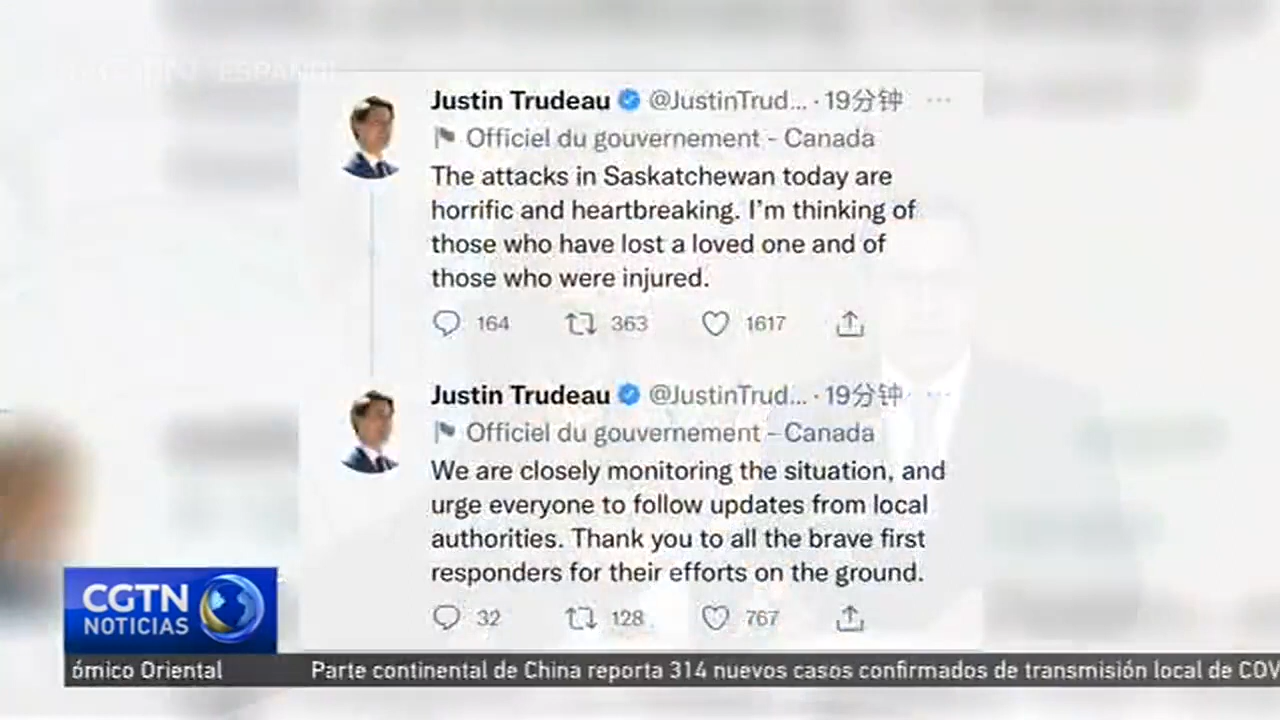 Justin Trudeau @JustinTrud... · 19分钟 ...
Officiel du gouvernement - Canada
The attacks in Saskatchewan today are
horrific and heartbreaking. I'm thinking of
those who have lost a loved one and of
those who were injured.
164 363 1617
Justin Trudeau @JustinTrud... · 19分钟 ...
Officiel du gouvernement - Canada
We are closely monitoring the situation, and
urge everyone to follow updates from local
authorities. Thank you to all the brave first
responders for their efforts on the ground.
32 128 767
CGTN
NOTICIAS
ómico Oriental Parte continental de China reporta 314 nuevos casos confirmados de transmisión local de COV